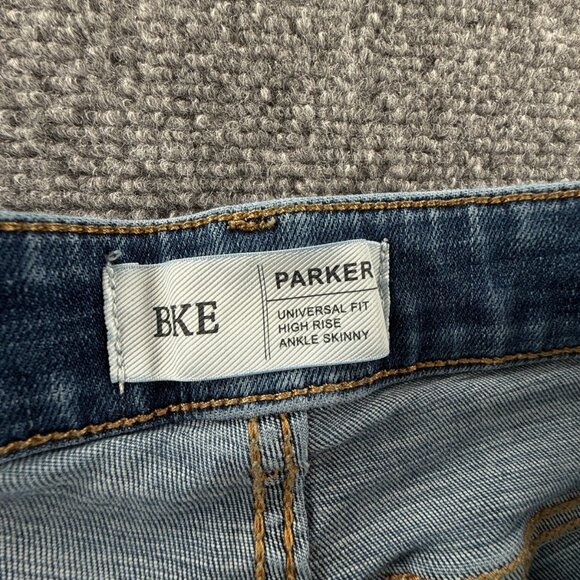 BKE
PARKER
UNIVERSAL FIT
HIGH RISE
ANKLE SKINNY